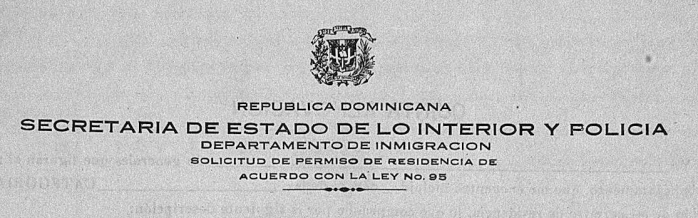 REPUBLICA DOMINICANA
SECRETARIA DE ESTADO DE LO INTERIOR Y POLICIA
DEPARTAMENTO DE INMIGRACION
SOLICITUD DE PERMISO DE RESIDENCIA DE
ACUERDO CON LA LEY No. 95